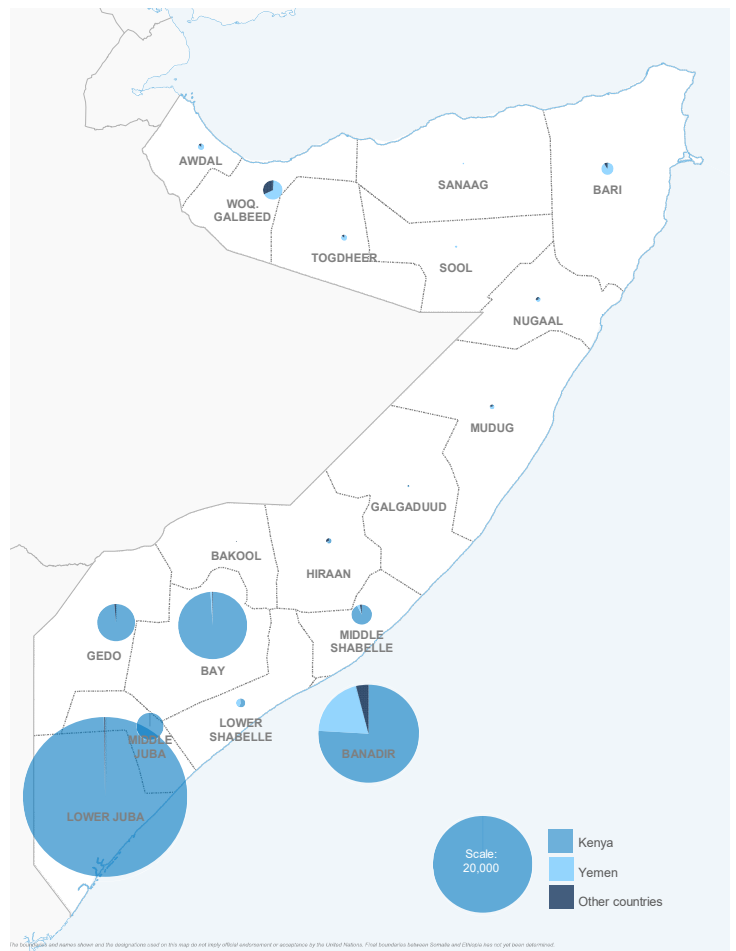 AWDAL
WOQ.
GALBEED
TOGDHEER
SANAAG
SOOL
BARI
NUGAAL
MUDUG
GALGADUUD
HIRAAN
BAKOOL
GEDO
BAY
MIDDLE
SHABELLE
LOWER
SHABELLE
MIDDLE
JUBA
BANADIR
LOWER JUBA
Scale:
20,000
Kenya
Yemen
Other countries
The boundaries and names shown and the designations used on this map do not imply official endorsement or acceptance by the United Nations. Final boundaries between Somalia and Ethiopia has not yet been determined.